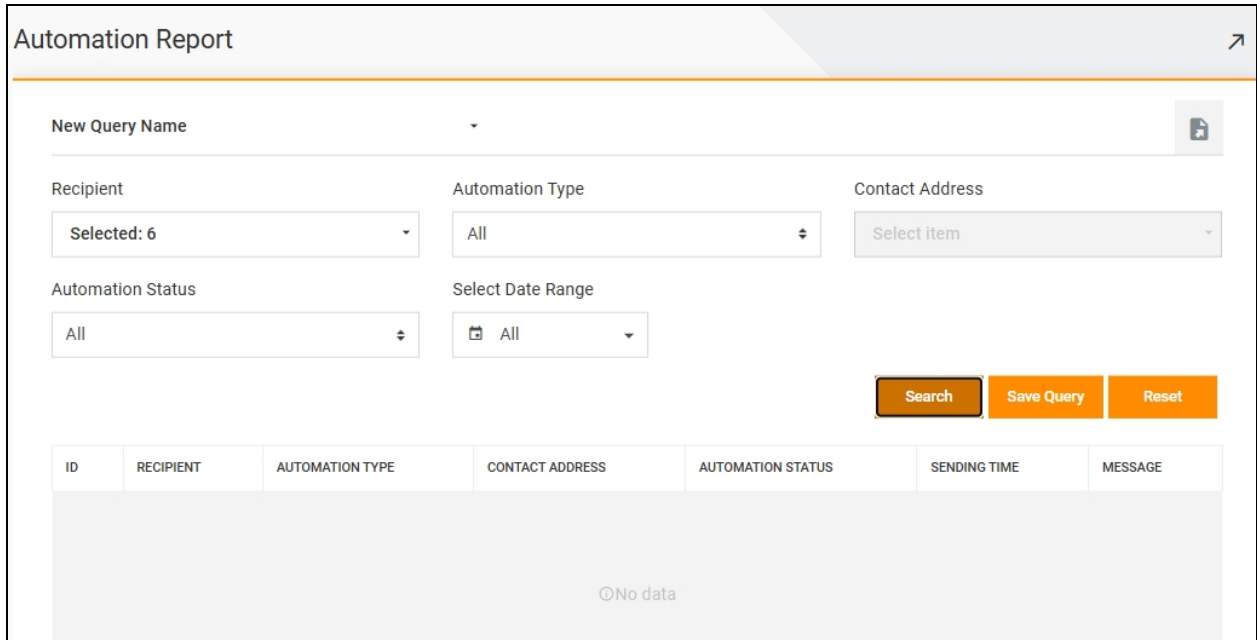 Automation Report
New Query Name
Recipient Automation Type Contact Address
Selected: 6 All Select item
Automation Status Select Date Range
All All
Search Save Query Reset
ID RECIPIENT AUTOMATION TYPE CONTACT ADDRESS AUTOMATION STATUS SENDING TIME MESSAGE
No data